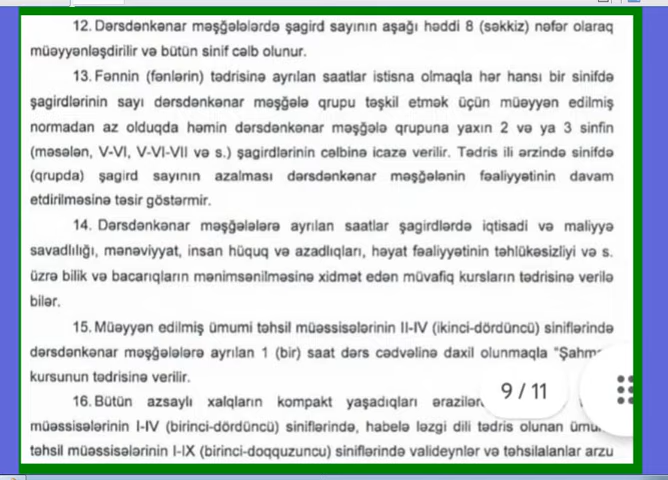 12. Dərsdənkənar məşğələlərdə şagird sayının aşağı həddi 8 (səkkiz) nəfər olaraq
müəyyənləşdirilir və bütün sinif cəlb olunur.
13. Fənnin (fənlərin) tədrisinə ayrılan saatlar istisna olmaqla hər hansı bir sinifdə
şagirdlərinin sayı dərsdənkənar məşğələ qrupu təşkil etmək üçün müəyyən edilmiş
normadan az olduqda həmin dərsdənkənar məşğələ qrupuna yaxın 2 və ya 3 sinfin
(məsələn, V-VI, V-VI-VII və s.) şagirdlərinin cəlbinə icazə verilir. Tədris ili ərzində sinifdə
(qrupda) şagird sayının azalması dərsdənkənar məşğələnin fəaliyyətinin davam
etdirilməsinə təsir göstərmir.
14. Dərsdənkənar məşğələlərə ayrılan saatlar şagirdlərdə iqtisadi və maliyyə
savadlılığı, mənəviyyat, insan hüquq və azadlıqları, həyat fəaliyyətinin təhlükəsizliyi və s.
üzrə bilik və bacarıqların mənimsənilməsinə xidmət edən müvafiq kursların tədrisinə verilə
bilər.
15. Müəyyən edilmiş ümumi təhsil müəssisələrinin II-IV (ikinci-dördüncü) siniflərində
dərsdənkənar məşğələlərə ayrılan 1 (bir) saat dərs cədvəlinə daxil olunmaqla
kursunun tədrisinə verilir.
9 / 11
16. Bütün azsaylı xalqların kompakt yaşadıqları
müəssisələrinin I-IV (birinci-dördüncü) siniflərində, habelə ləzgi dili tədris olunan
təhsil müəssisələrinin I-IX (birinci-doqquzuncu) siniflərində valideynlər və təhsilalanlar arzu